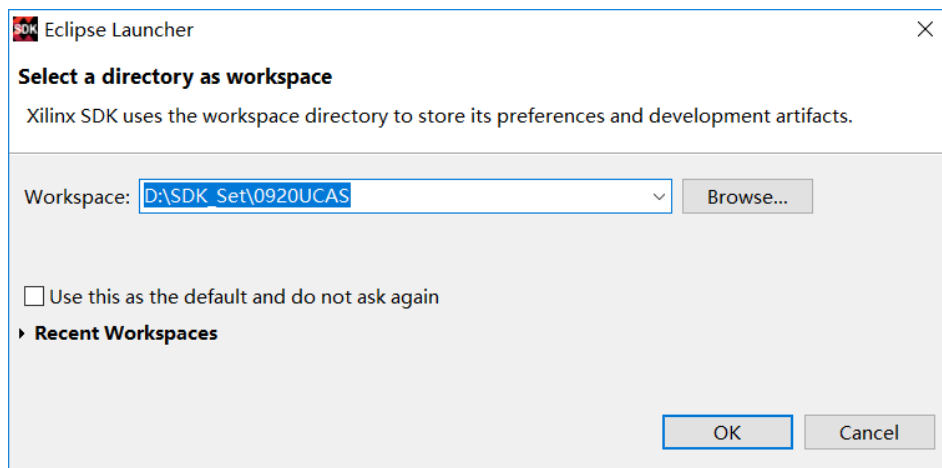 SDK Eclipse Launcher
Select a directory as workspace
Xilinx SDK uses the workspace directory to store its preferences and development artifacts.
Workspace: D:\SDK_Set\0920UCAS Browse...
Use this as the default and do not ask again
Recent Workspaces
OK Cancel